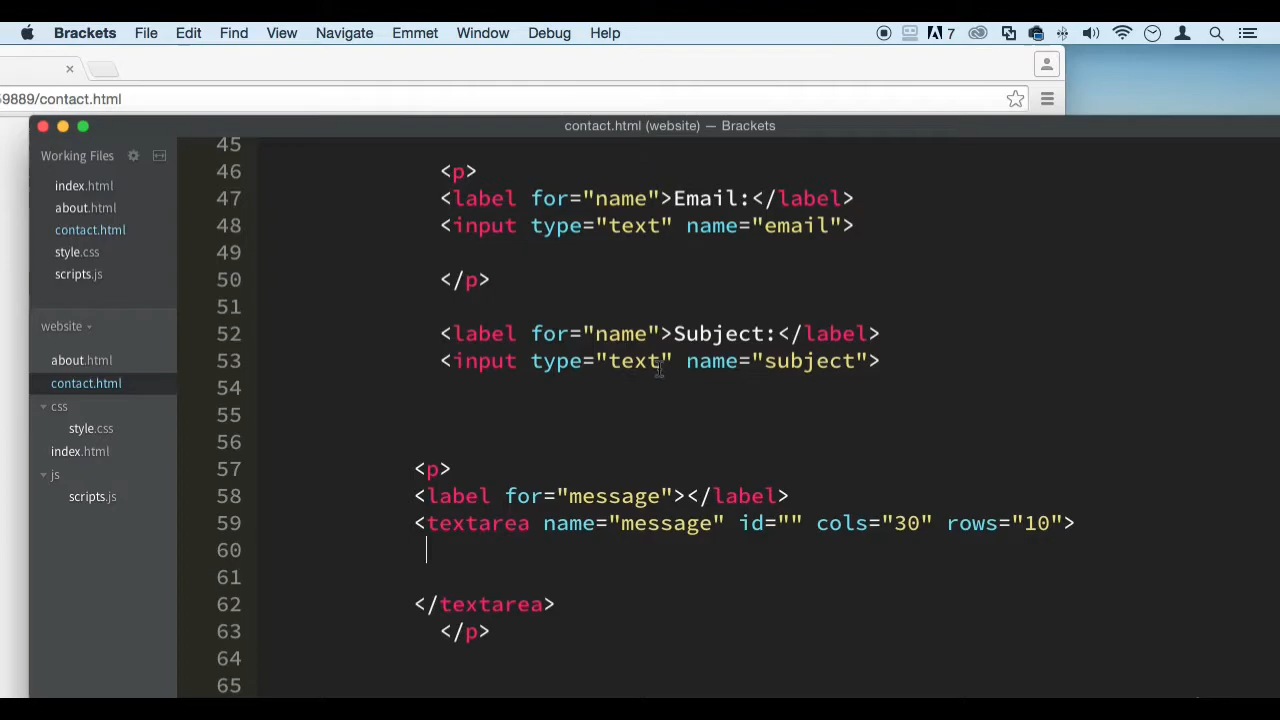 Brackets File Edit Find View Navigate Emmet Window Debug Help 7
9889/contact.html
contact.html (website) — Brackets
Working Files
index.html
about.html
contact.html
style.css
scripts.js
website
about.html
contact.html
css
style.css
index.html
js
scripts.js
45
46 <p>
47 <label for="name">Email:</label>
48 <input type="text" name="email">
49
50 </p>
51
52 <label for="name">Subject:</label>
53 <input type="text" name="subject">
54
55
56
57 <p>
58 <label for="message"></label>
59 <textarea name="message" id="" cols="30" rows="10">
60
61
62 </textarea>
63 </p>
64
65